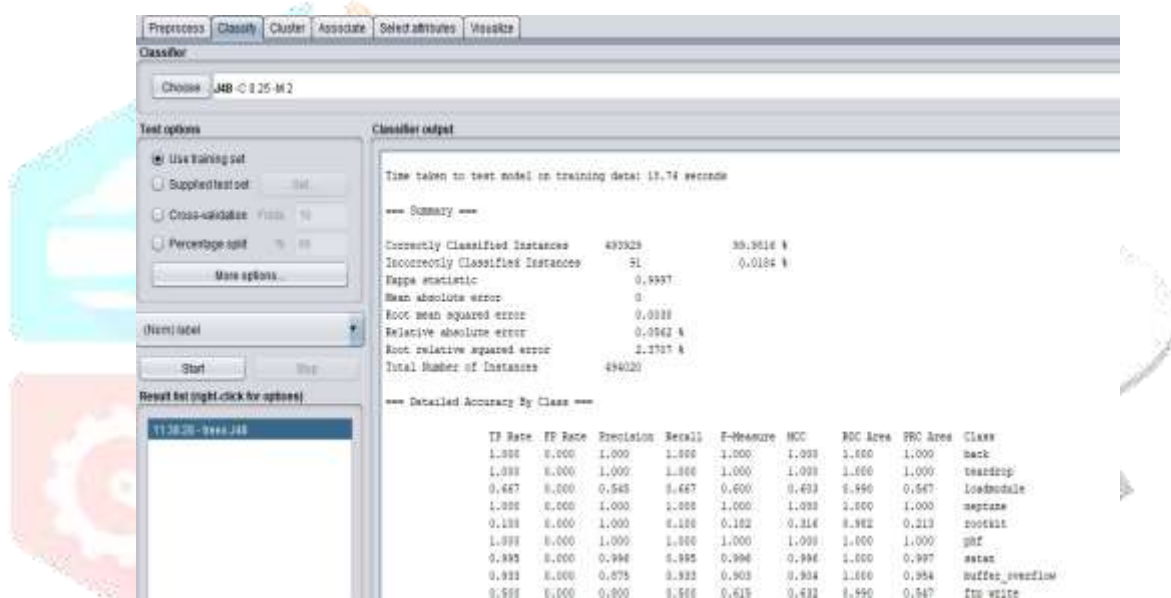 Preprocess Classify Cluster Associate Select attributes Visualize
Classifier
Choose J48 -C 0.25 -M 2
Test options
Use training set
Supplied test set Set...
Cross-validation Folds 10
Percentage split %
More options...
(Nom) label
Start Stop
Result list (right-click for options)
11:38:28 - trees.J48
Classifier output
Time taken to test model on training data: 13.74 seconds
=== Summary ===
Correctly Classified Instances 493929 99.9816 %
Incorrectly Classified Instances 91 0.0184 %
Kappa statistic 0.9997
Mean absolute error 0
Root mean squared error
Relative absolute error 0.0562 %
Root relative squared error 2.3707 %
Total Number of Instances 494020
=== Detailed Accuracy By Class ===
TP Rate FP Rate Precision Recall F-Measure MCC ROC Area PRC Area Class
1.000 0.000 1.000 1.000 1.000 1.000 1.000 1.000 back
1.000 0.000 1.000 1.000 1.000 1.000 1.000 1.000 teardrop
0.667 0.000 0.545 0.667 0.600 0.603 0.990 0.567 loadmodule
1.000 0.000 1.000 1.000 1.000 1.000 1.000 1.000 neptune
0.100 0.000 1.000 0.100 0.182 0.316 0.982 0.213 rootkit
1.000 0.000 1.000 1.000 1.000 1.000 1.000 1.000 phf
0.995 0.000 0.996 0.995 0.996 0.996 1.000 0.997 satan
0.933 0.000 0.875 0.933 0.903 0.904 1.000 0.954 buffer_overflow
0.500 0.000 0.800 0.500 0.615 0.632 0.990 0.547 ftp_write